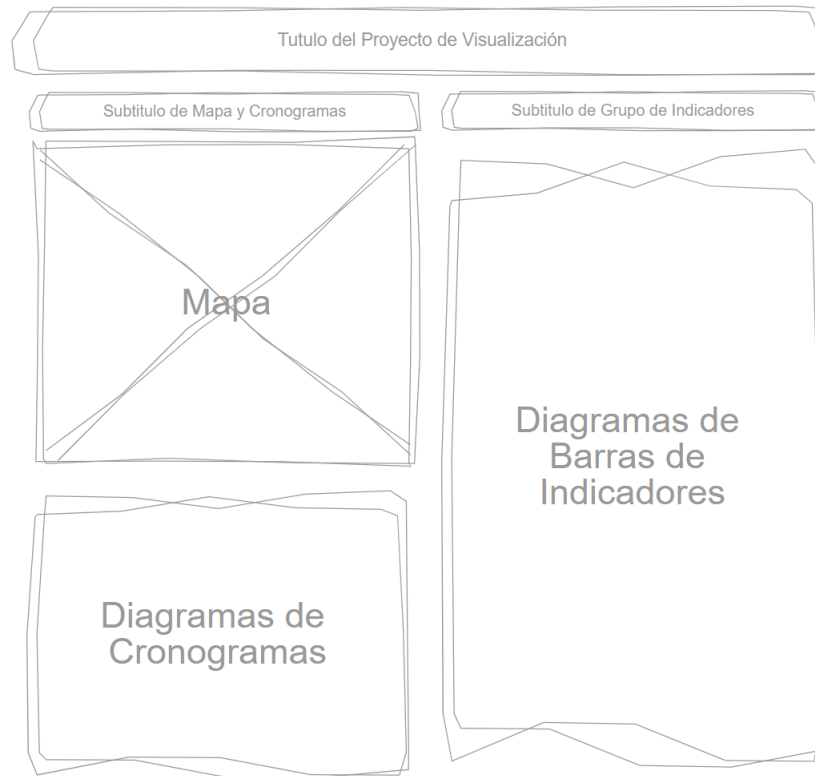 Tutulo del Proyecto de Visualización
Subtitulo de Mapa y Cronogramas
Subtitulo de Grupo de Indicadores
Mapa
Diagramas de
Barras de
Indicadores
Diagramas de
Cronogramas